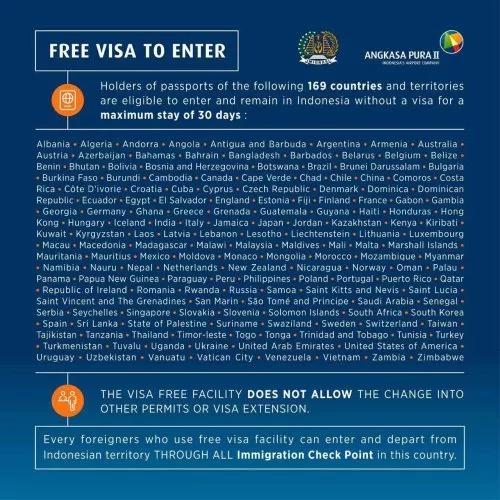 FREE VISA TO ENTER
IMIGRASI
ANGKASA PURA II
INDONESIA'S AIRPORT COMPANY
Holders of passports of the following 169 countries and territories
are eligible to enter and remain in Indonesia without a visa for a
maximum stay of 30 days :
Albania • Algeria • Andorra • Angola • Antigua and Barbuda • Argentina • Armenia • Australia •
Austria • Azerbaijan • Bahamas • Bahrain • Bangladesh • Barbados • Belarus • Belgium • Belize •
Benin • Bhutan • Bolivia • Bosnia and Herzegovina • Botswana • Brazil • Brunei Darussalam • Bulgaria
• Burkina Faso • Burundi • Cambodia • Canada • Cape Verde • Chad • Chile • China • Comoros • Costa
Rica • Côte D'ivorie • Croatia • Cuba • Cyprus • Czech Republic • Denmark • Dominica • Dominican
Republic • Ecuador • Egypt • El Salvador • England • Estonia • Fiji • Finland • France • Gabon • Gambia
• Georgia • Germany • Ghana • Greece • Grenada • Guatemala • Guyana • Haiti • Honduras • Hong
Kong • Hungary • Iceland • India • Italy • Jamaica • Japan • Jordan • Kazakhstan • Kenya • Kiribati •
Kuwait • Kyrgyzstan • Laos • Latvia • Lebanon • Lesotho • Liechtenstein • Lithuania • Luxembourg
• Macau • Macedonia • Madagascar • Malawi • Malaysia • Maldives • Mali • Malta • Marshall Islands •
Mauritania • Mauritius • Mexico • Moldova • Monaco • Mongolia • Morocco • Mozambique • Myanmar
• Namibia • Nauru • Nepal • Netherlands • New Zealand • Nicaragua • Norway • Oman • Palau •
Panama • Papua New Guinea • Paraguay • Peru • Philippines • Poland • Portugal • Puerto Rico • Qatar
• Republic of Ireland • Romania • Rwanda • Russia • Samoa • Saint Kitts and Nevis • Saint Lucia •
Saint Vincent and The Grenadines • San Marin • São Tomé and Principe • Saudi Arabia • Senegal •
Serbia • Seychelles • Singapore • Slovakia • Slovenia • Solomon Islands • South Africa • South Korea
• Spain • Sri Lanka • State of Palestine • Suriname • Swaziland • Sweden • Switzerland • Taiwan •
Tajikistan • Tanzania • Thailand • Timor-leste • Togo • Tonga • Trinidad and Tobago • Tunisia • Turkey
• Turkmenistan • Tuvalu • Uganda • Ukraine • United Arab Emirates • United States of America •
Uruguay • Uzbekistan • Vanuatu • Vatican City • Venezuela • Vietnam • Zambia • Zimbabwe
THE VISA FREE FACILITY DOES NOT ALLOW THE CHANGE INTO
OTHER PERMITS OR VISA EXTENSION.
Every foreigners who use free visa facility can enter and depart from
Indonesian territory THROUGH ALL Immigration Check Point in this country.